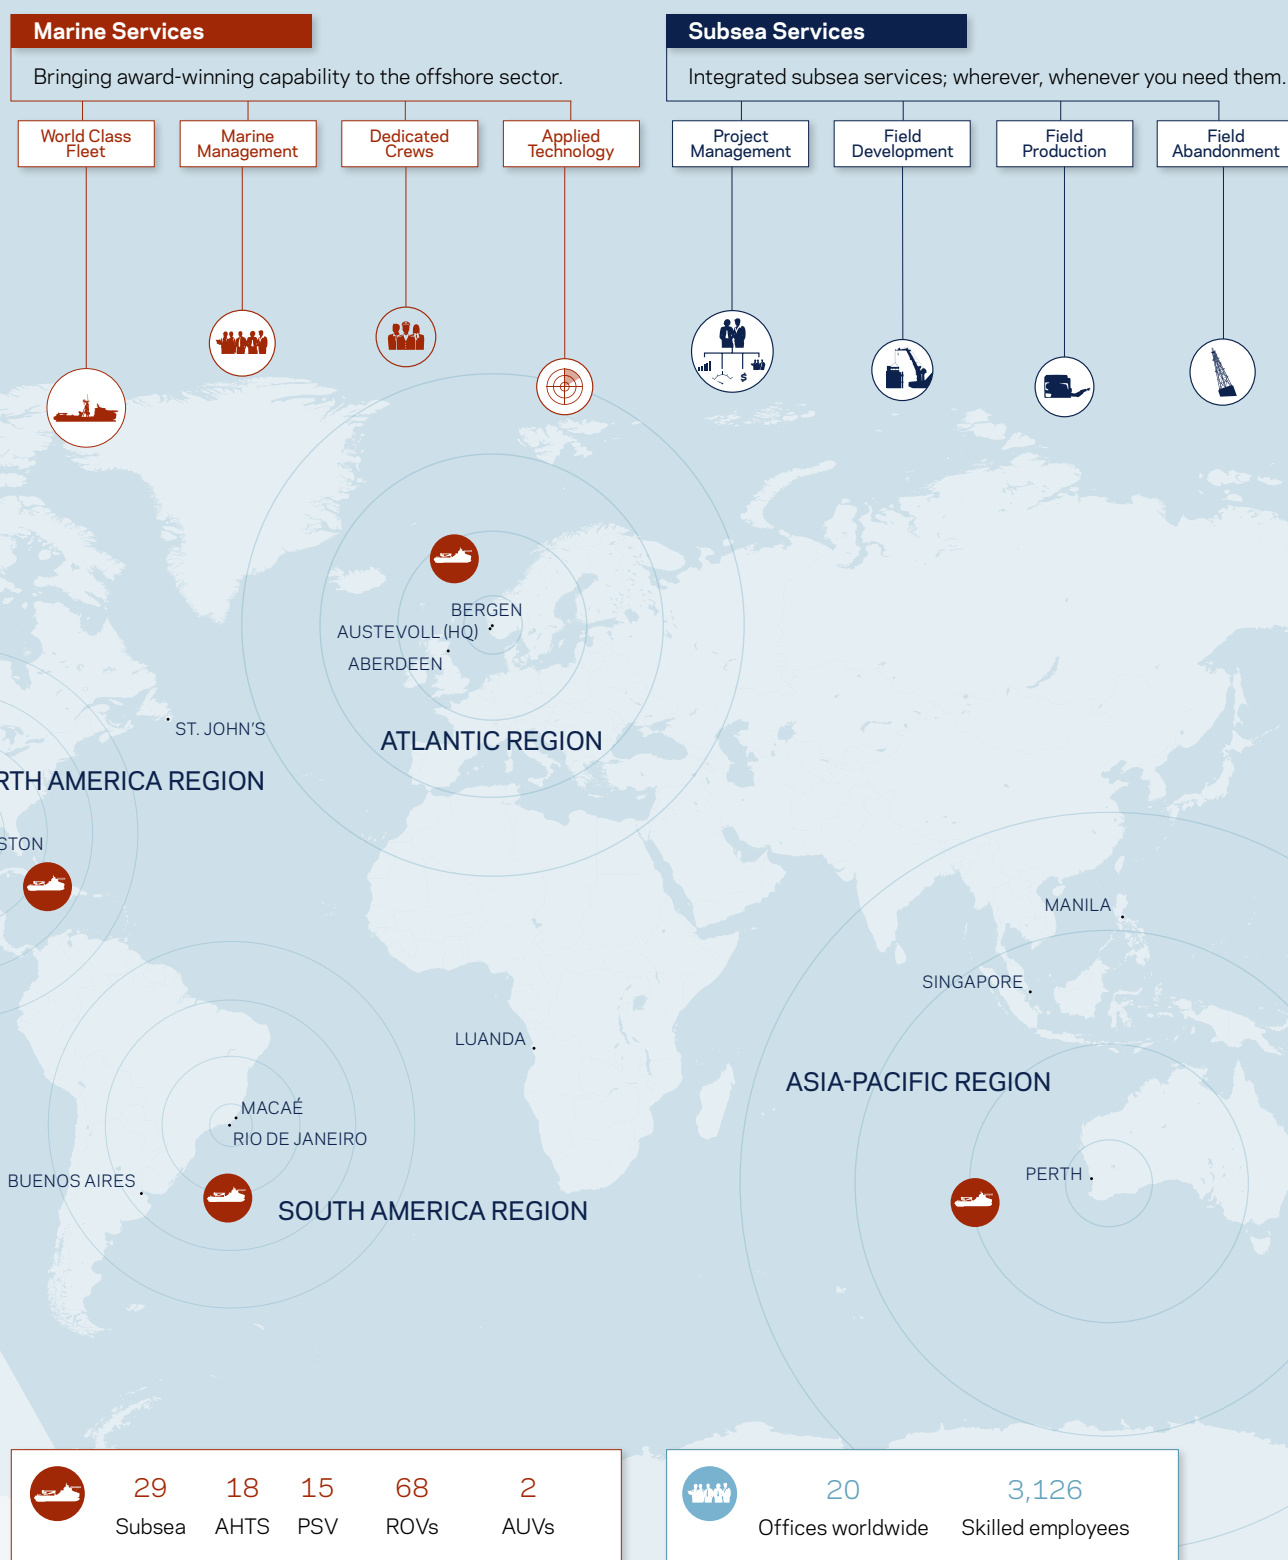 Marine Services
Bringing award-winning capability to the offshore sector.
World Class
Fleet
Marine
Management
Dedicated
Crews
Applied
Technology
Subsea Services
Integrated subsea services; wherever, whenever you need them.
Project
Management
Field
Development
Field
Production
Field
Abandonment
$
BERGEN
AUSTEVOLL (HQ)
ABERDEEN
ST. JOHN'S
ATLANTIC REGION
RTH AMERICA REGION
STON
MANILA
SINGAPORE
LUANDA
ASIA-PACIFIC REGION
MACAÉ
RIO DE JANEIRO
BUENOS AIRES
PERTH
SOUTH AMERICA REGION
29 18 15 68 2
Subsea AHTS PSV ROVs AUVs
20 3,126
Offices worldwide Skilled employees